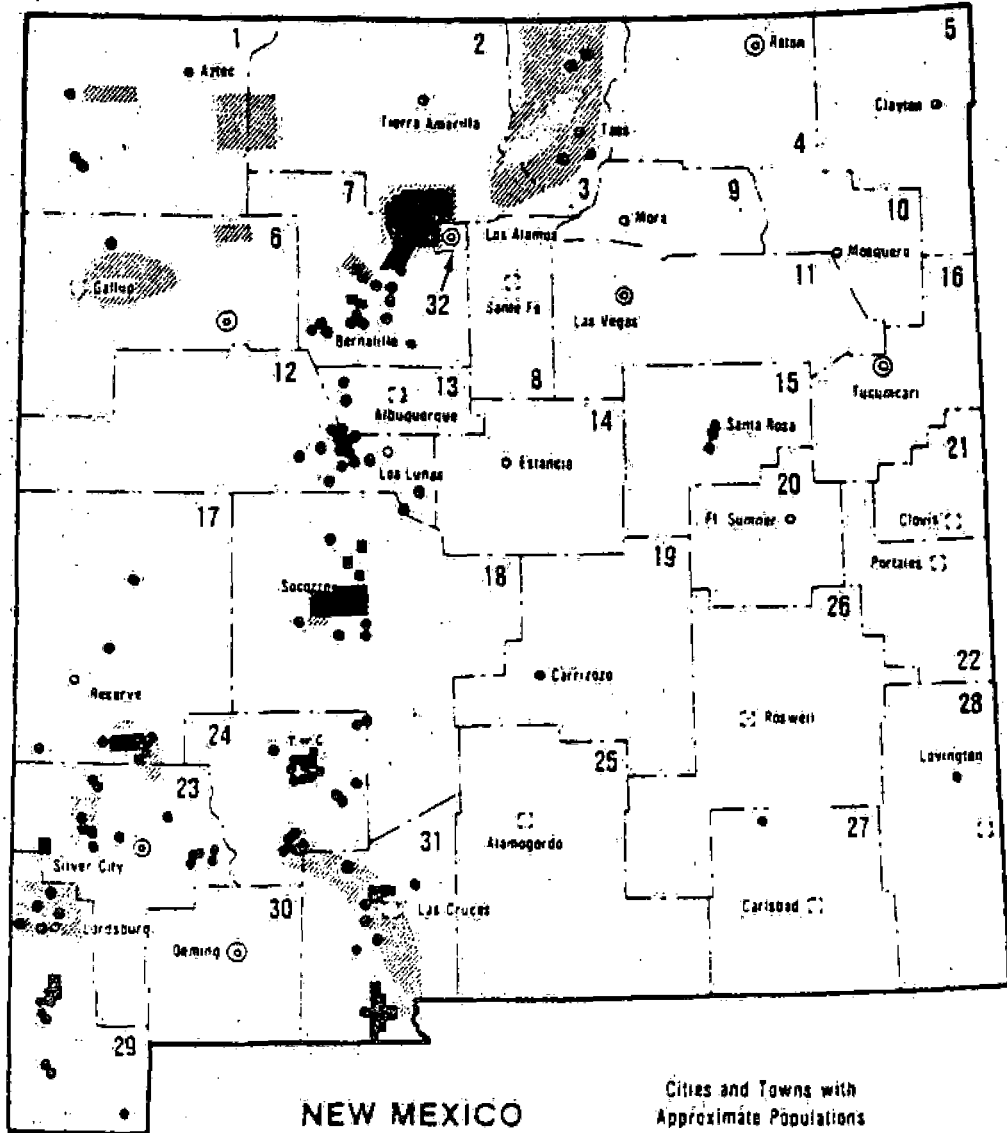 1
2
5
Aztec
Raton
Tierra Amarilla
Clayton
Taos
4
7
3
9
10
6
Mora
Los Alamos
Mosquero
11
16
Gallup
32
Santa Fe
Las Vegas
Bernalillo
12
13
8
15
Albuquerque
14
Tucumcari
Santa Rosa
21
Los Lunas
Estancia
20
17
Ft. Sumner
Clovis
18
19
Portales
Socorro
26
22
Carrizozo
28
Reserve
Roswell
24
T or C
25
Lovington
23
31
27
Alamogordo
Silver City
30
Las Cruces
Carlsbad
Lordsburg
Deming
29
NEW MEXICO
Cities and Towns with
Approximate Populations